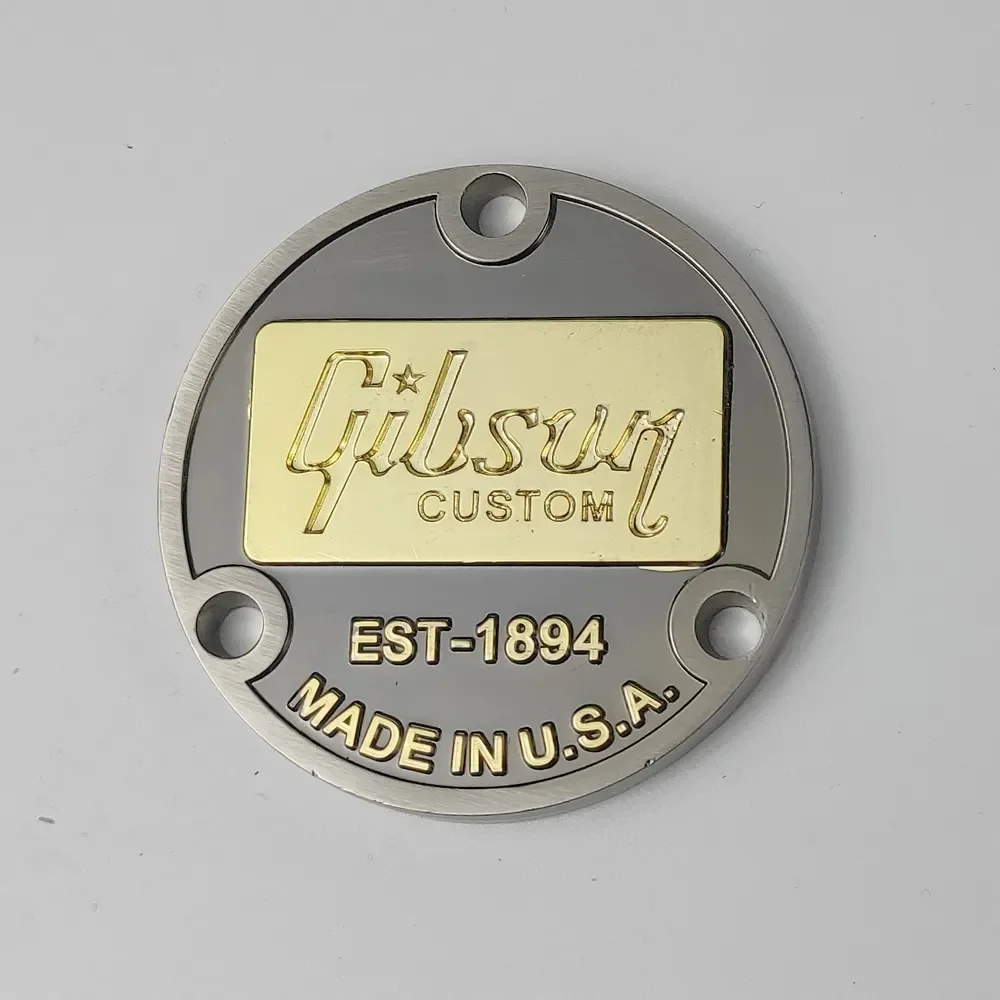 Gibson
CUSTOM
EST-1894
MADE IN U.S.A.